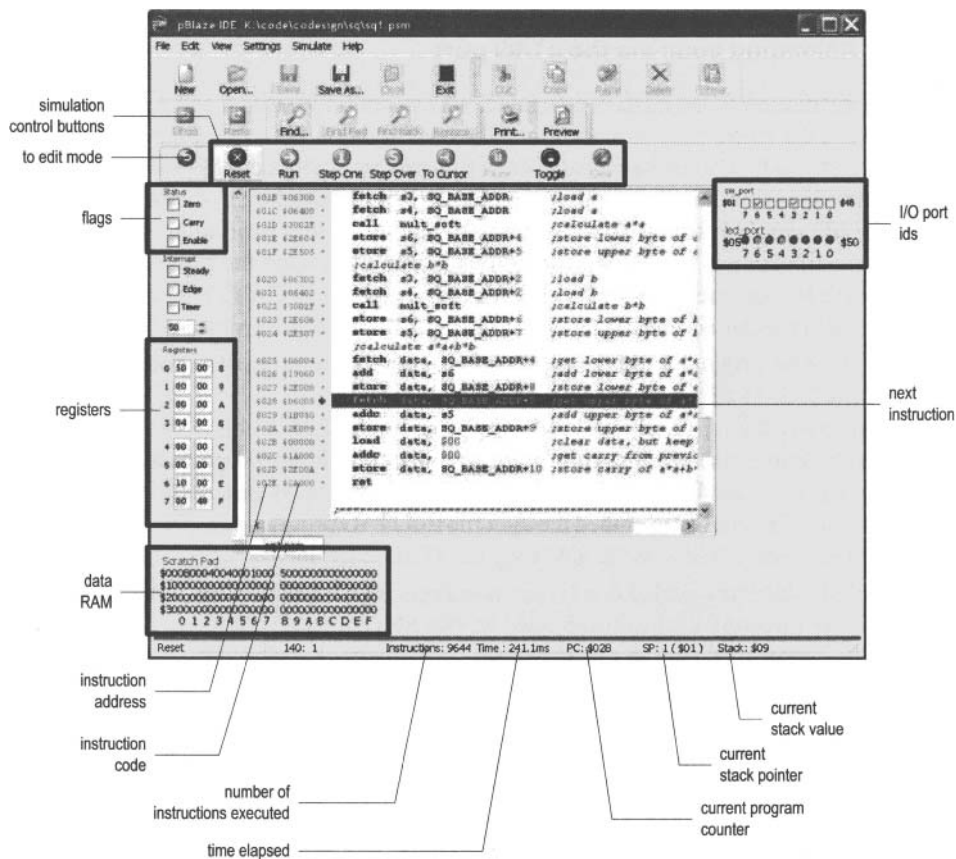 pBlaze IDE K:\code\codesign\sq\sq1.psm
File Edit View Settings Simulate Help
New Open... Save Save As... Exit
Find... Print... Preview
Reset Run Step One Step Over To Cursor Pause Toggle
simulation
control buttons
to edit mode
flags
registers
data
RAM
instruction
address
instruction
code
number of
instructions executed
time elapsed
current program
counter
current
stack pointer
current
stack value
next
instruction
I/O port
ids
Status
Zero
Carry
Enable
Interrupt
Steady
Edge
Timer
50
Registers
0 50 00 8
1 00 00 9
2 00 00 A
3 04 00 B
4 00 00 C
5 00 00 D
6 10 00 E
7 00 40 F
fetch s3, SQ_BASE_ADDR ;load a
fetch s4, SQ_BASE_ADDR ;load a
call mult_soft ;calculate a*a
store s6, SQ_BASE_ADDR+4 ;store lower byte of
store s5, SQ_BASE_ADDR+5 ;store upper byte of
;calculate b*b
fetch s3, SQ_BASE_ADDR+2 ;load b
fetch s4, SQ_BASE_ADDR+2 ;load b
call mult_soft ;calculate b*b
store s6, SQ_BASE_ADDR+6 ;store lower byte of
store s5, SQ_BASE_ADDR+7 ;store upper byte of
;calculate a*a+b*b
fetch data, SQ_BASE_ADDR+4 ;get lower byte of a*a
add data, s6 ;add lower byte of
store data, SQ_BASE_ADDR+8 ;store lower byte of
addc data, s5 ;add upper byte of
store data, SQ_BASE_ADDR+9 ;store upper byte of
load data, $00 ;clear data, but keep
addc data, 000 ;get carry from previo
store data, SQ_BASE_ADDR+10 ;store carry of a*a+b*
ret
sw_port
7 6 5 4 3 2 1 0
led_port
$05 $50
7 6 5 4 3 2 1 0
Scratch Pad
0 1 2 3 4 5 6 7 8 9 A B C D E F
Reset 140: 1 Instructions: 9644 Time : 241.1ms PC: $028 SP: 1 ( $01 ) Stack: $09